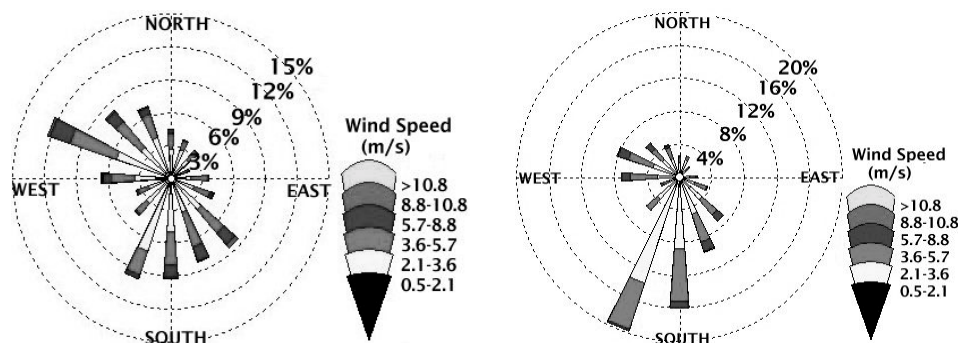 NORTH
15%
12%
9%
6%
3%
WEST
EAST
SOUTH
Wind Speed
(m/s)
>10.8
8.8-10.8
5.7-8.8
3.6-5.7
2.1-3.6
0.5-2.1
NORTH
20%
16%
12%
8%
4%
WEST
EAST
SOUTH
Wind Speed
(m/s)
>10.8
8.8-10.8
5.7-8.8
3.6-5.7
2.1-3.6
0.5-2.1